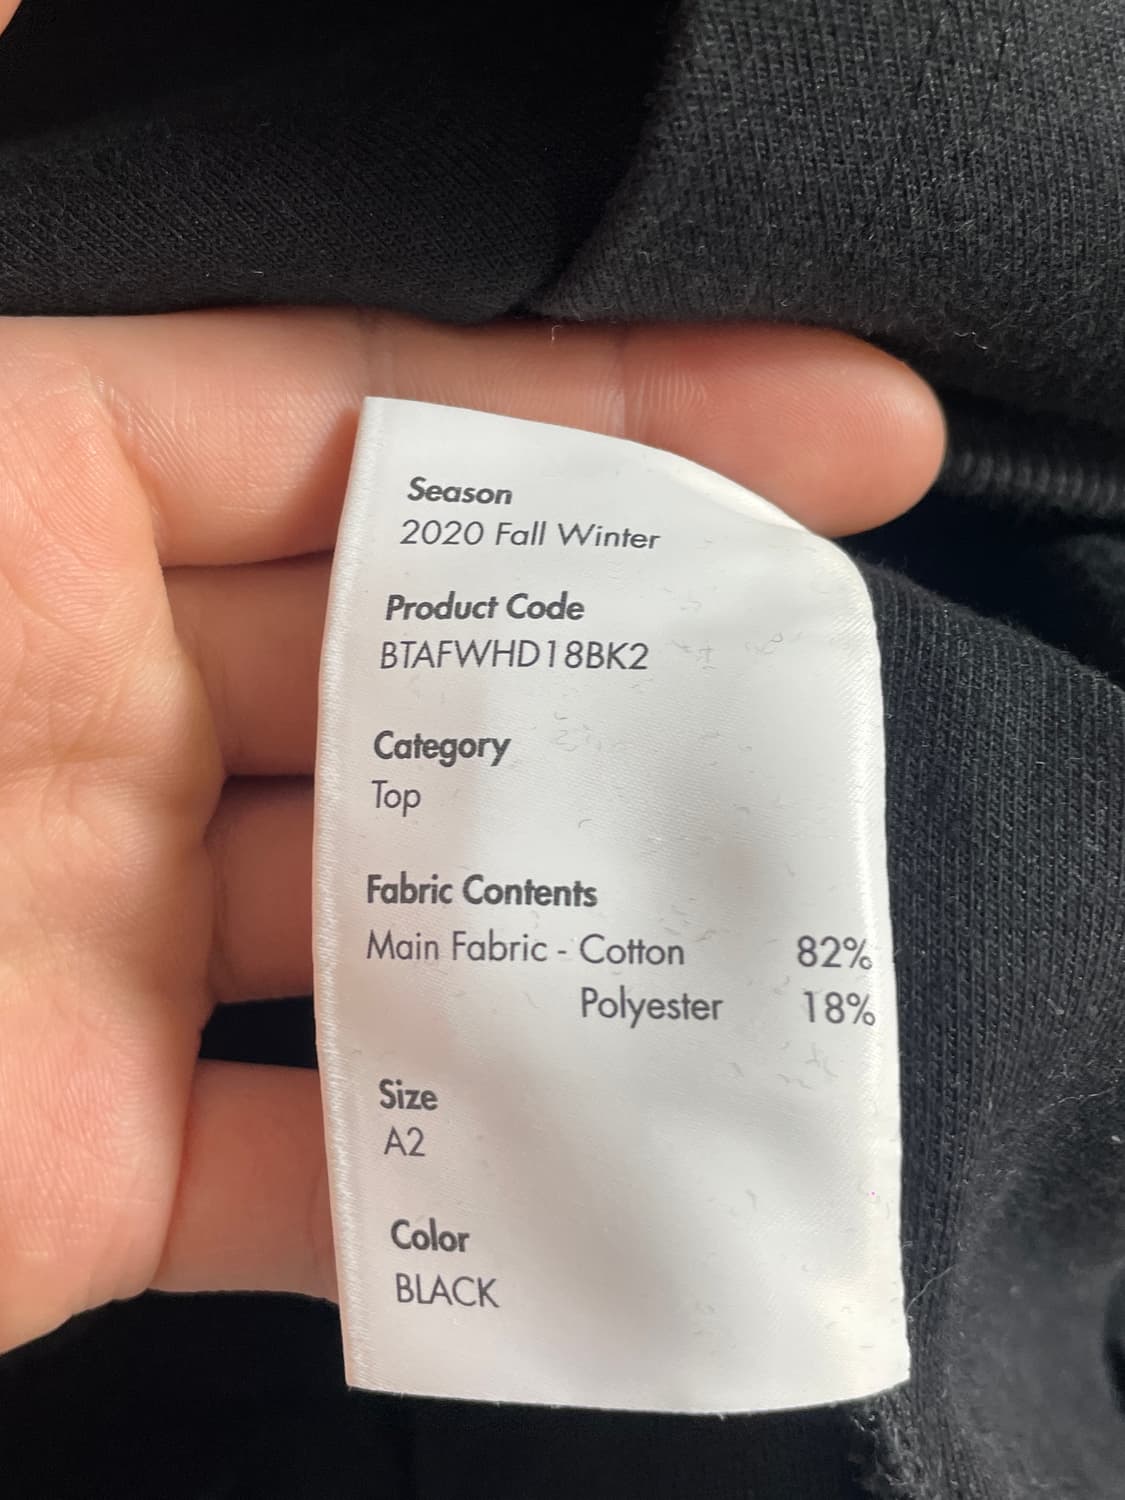 Season
2020 Fall Winter
Product Code
BTAFWHD18BK2
Category
Top
Fabric Contents
Main Fabric - Cotton 82%
Polyester 18%
Size
A2
Color
BLACK